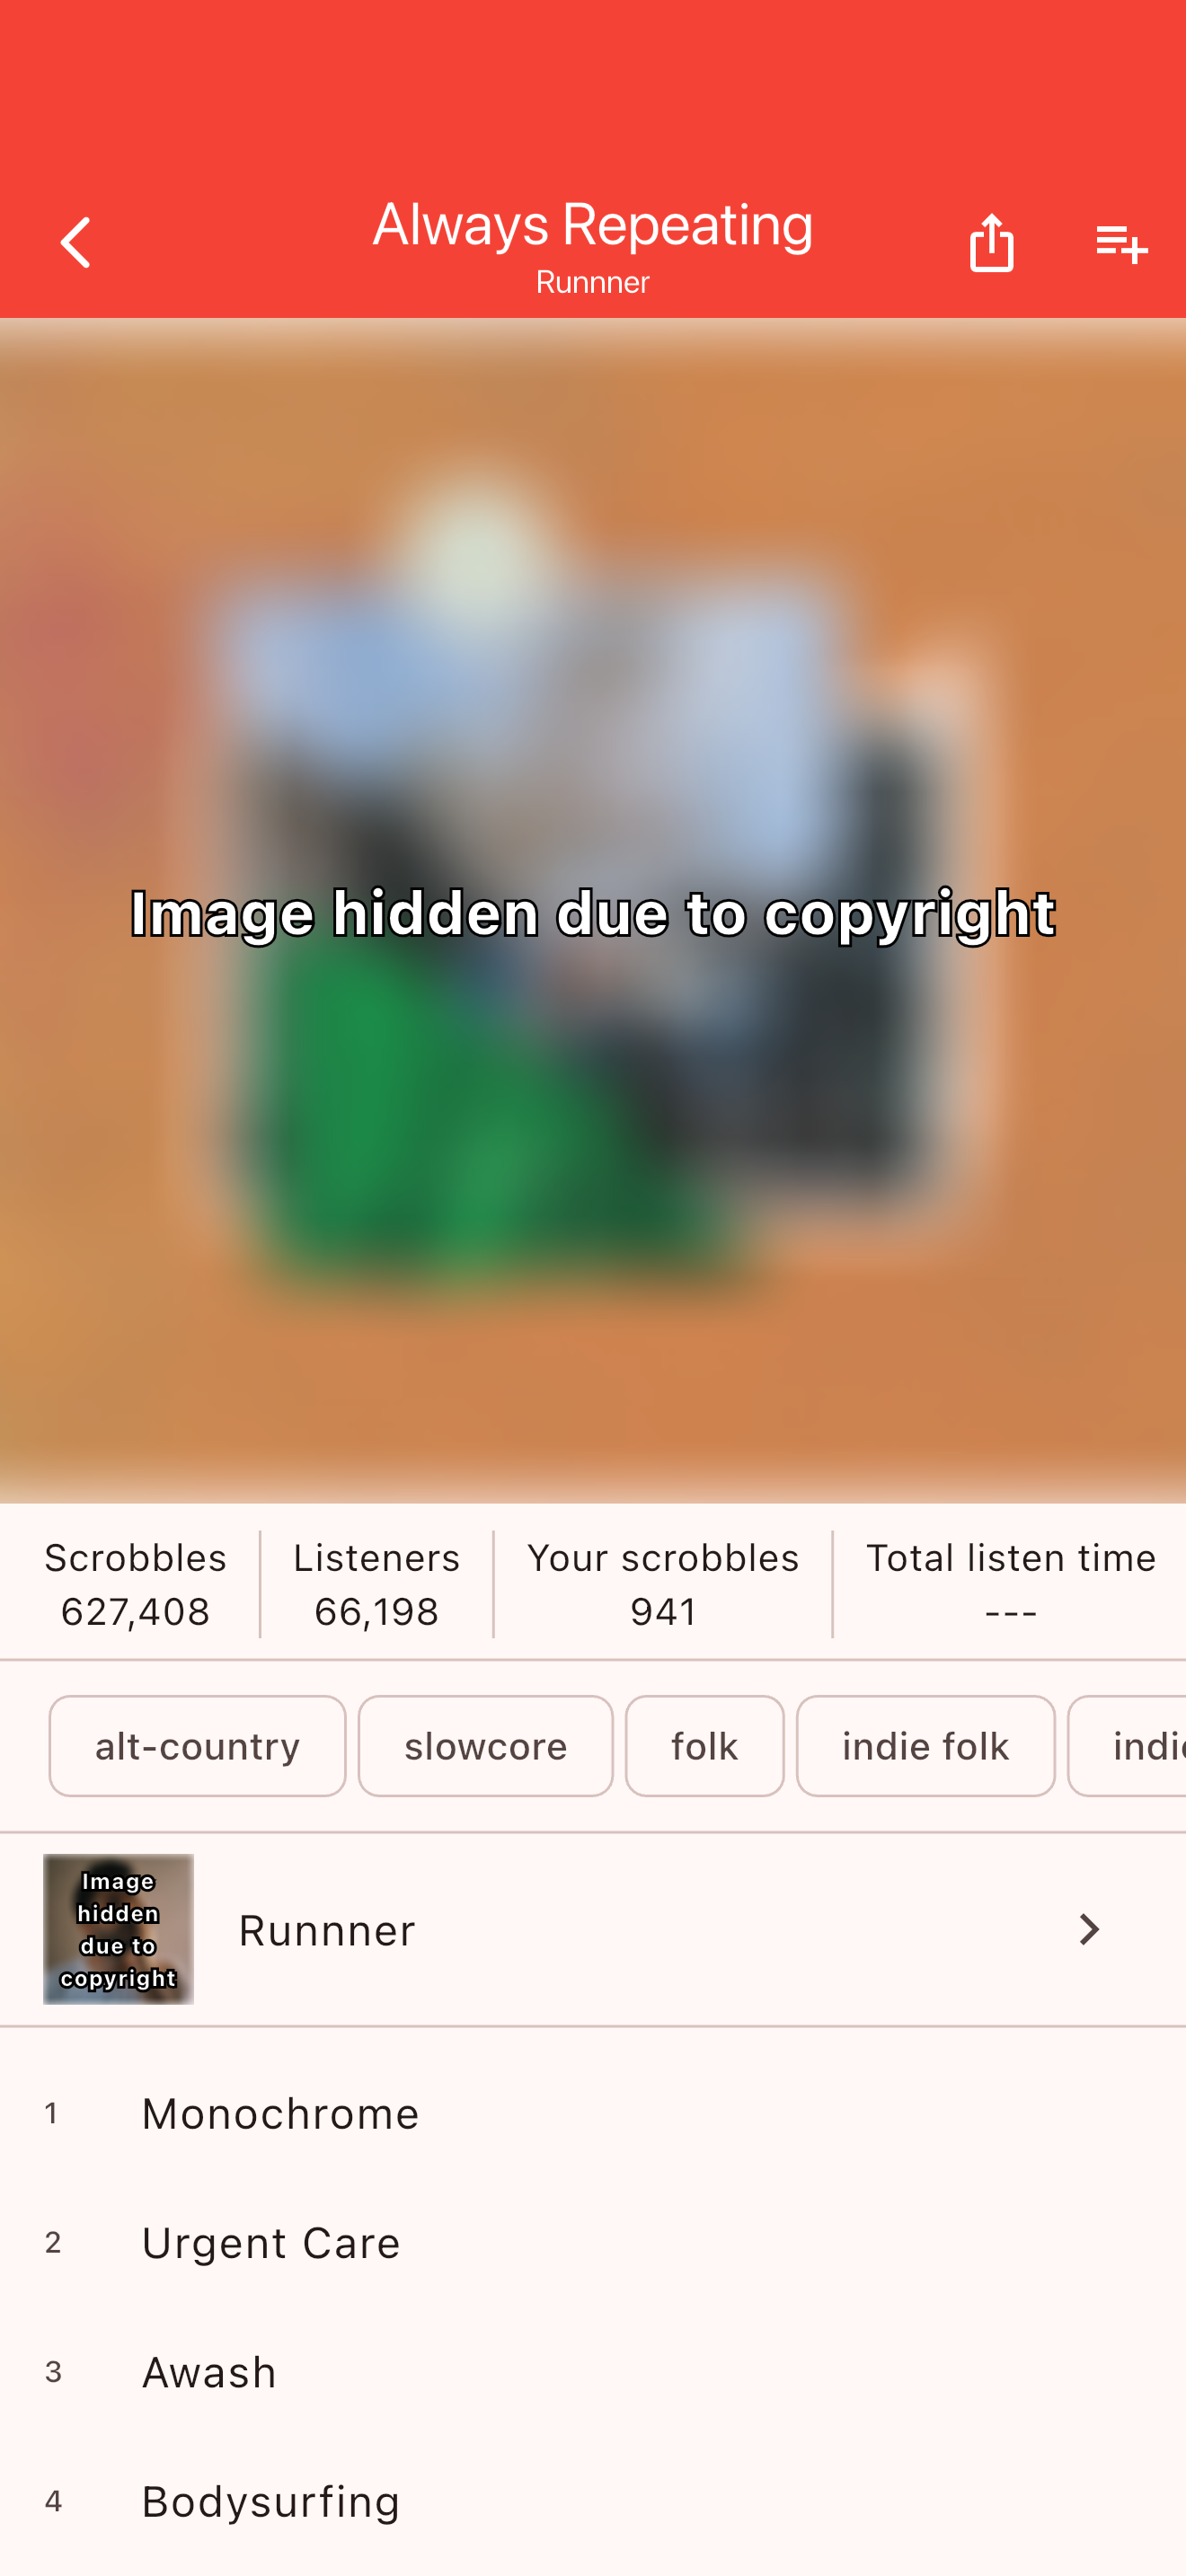 Always Repeating
Runnner
Image hidden due to copyright
Scrobbles
627,408
Listeners
66,198
Your scrobbles
941
Total listen time
---
alt-country
slowcore
folk
indie folk
indie
Image
hidden
due to
copyright
Runnner
1 Monochrome
2 Urgent Care
3 Awash
4 Bodysurfing